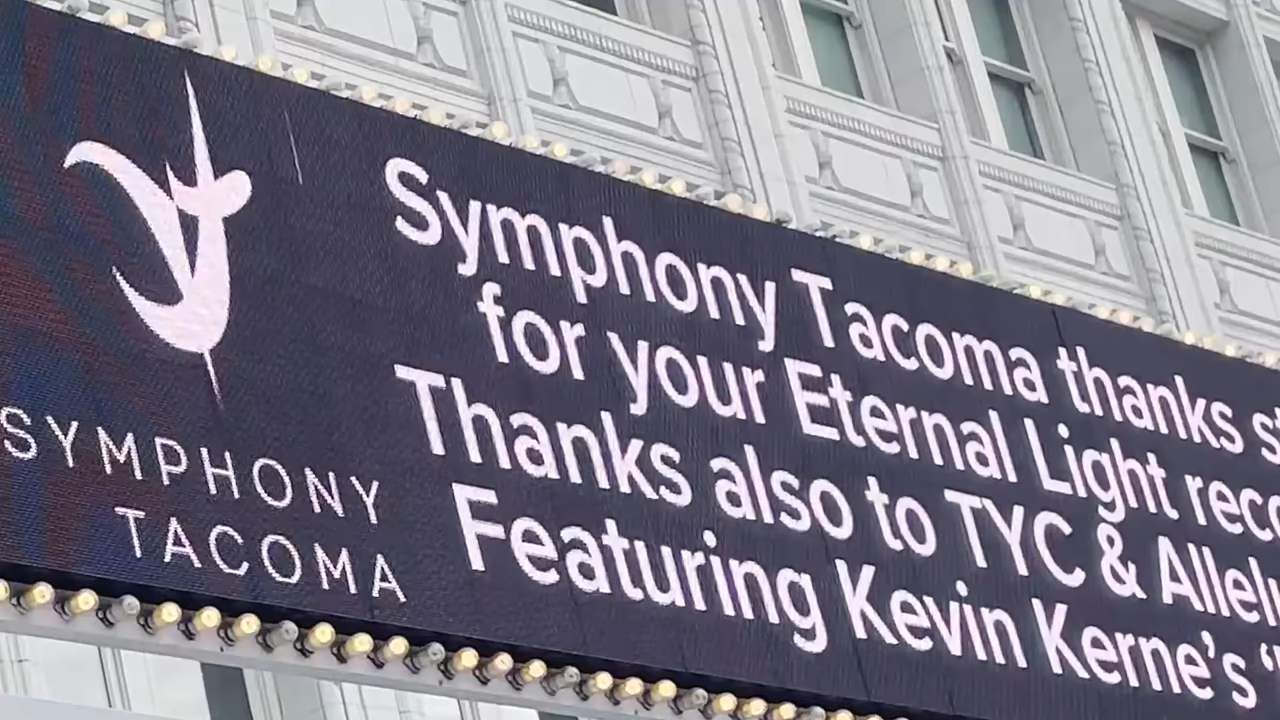 SYMPHONY
TACOMA
Symphony Tacoma thanks
for your Eternal Light
Thanks also to TYC &
Featuring Kevin Kerne's